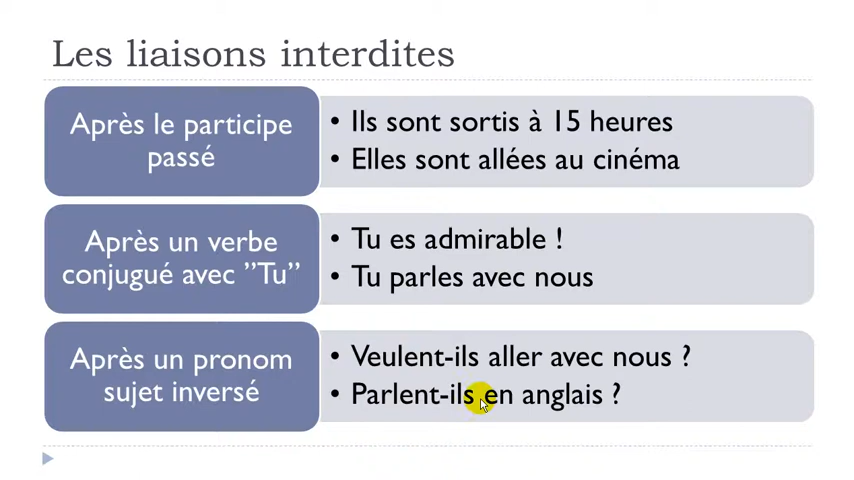 Les liaisons interdites
Après le participe
passé
• Ils sont sortis à 15 heures
• Elles sont allées au cinéma
Après un verbe
conjugué avec ”Tu”
• Tu es admirable !
• Tu parles avec nous
Après un pronom
sujet inversé
• Veulent-ils aller avec nous ?
• Parlent-ils en anglais ?